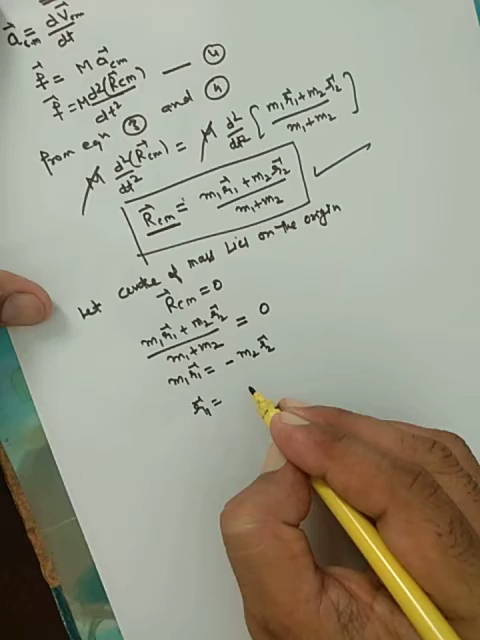 a⃗cm = dV⃗cm/dt
f⃗ = M a⃗cm
f⃗ = M d²(R⃗cm)/dt² — ④
from eqn ③ and ④
M d²(R⃗cm)/dt² = M d²/dt² [m₁r⃗₁ + m₂r⃗₂ / m₁ + m₂]
R⃗cm = m₁r⃗₁ + m₂r⃗₂ / m₁ + m₂
Let centre of mass lies on the origin
R⃗cm = 0
m₁r⃗₁ + m₂r⃗₂ / m₁ + m₂ = 0
m₁r⃗₁ = - m₂r⃗₂
r⃗₁ =